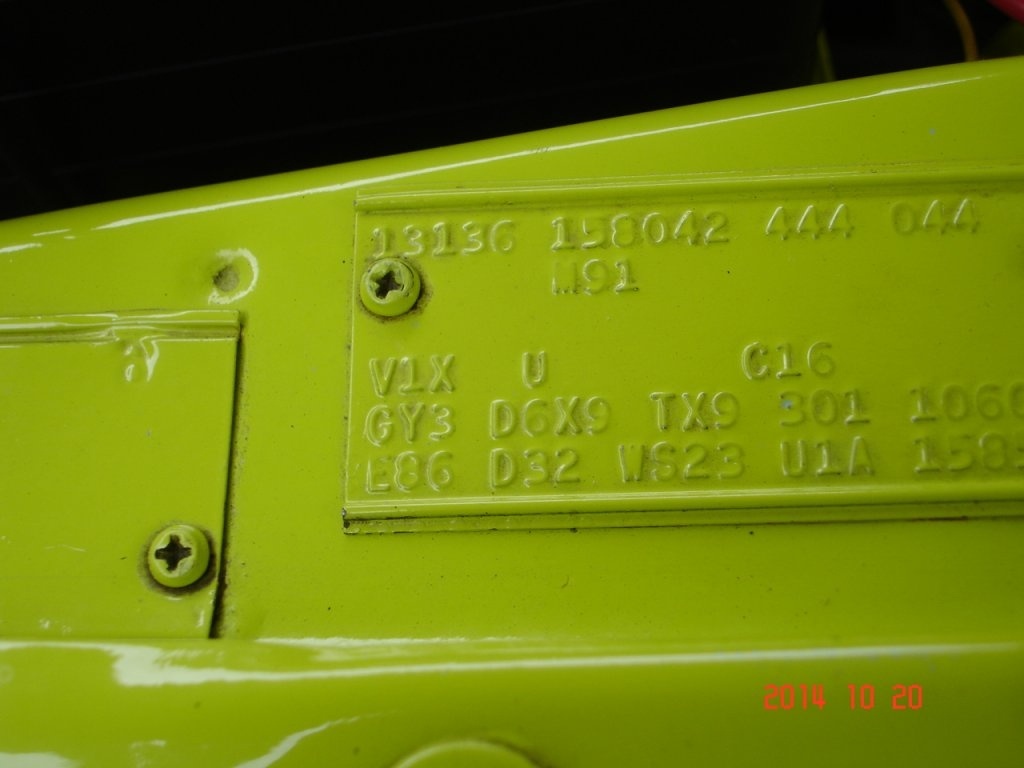 13136 158042 444 044
M91
V1X U C16
GY3 D6X9 TX9 301 1060
E86 D32 WS23 U1A 1581
2014 10 20